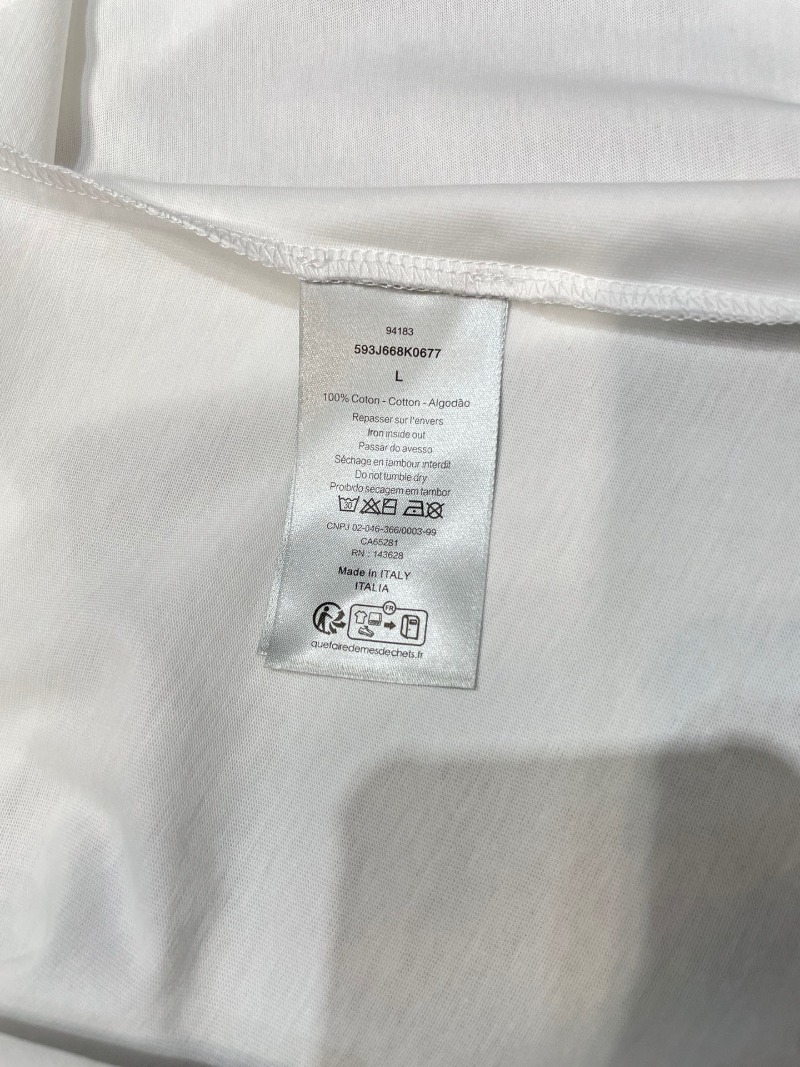 94183
593J668K0677
L
100% Coton - Cotton - Algodão
Repasser sur l'envers
Iron inside out
Passar do avesso
Séchage en tambour interdit
Do not tumble dry
Proibido secagem em tambor
30
CNPJ 02-046-366/0003-99
CA65281
RN : 143628
Made in ITALY
ITALIA
FR
quefairedemesdechets.fr